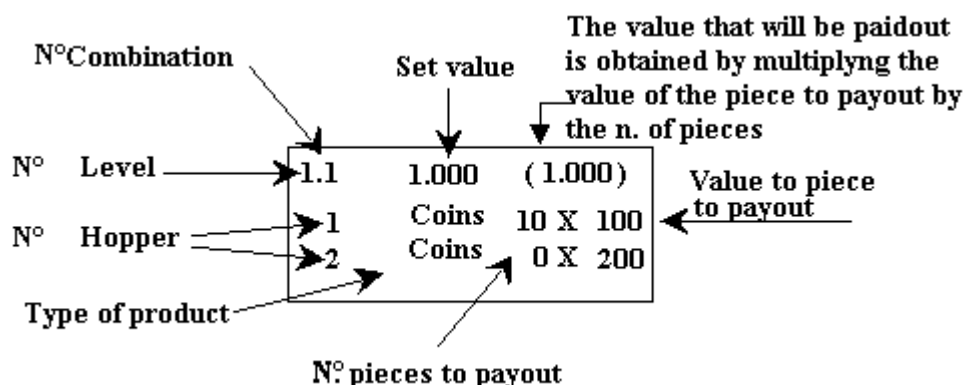 The value that will be paidout
is obtained by multiplyng the
value of the piece to payout by
the n. of pieces
N°Combination
Set value
N° Level
1.1 1.000 (1.000)
Value to piece
to payout
N° Hopper
1 Coins 10 X 100
2 Coins 0 X 200
Type of product
N°. pieces to payout